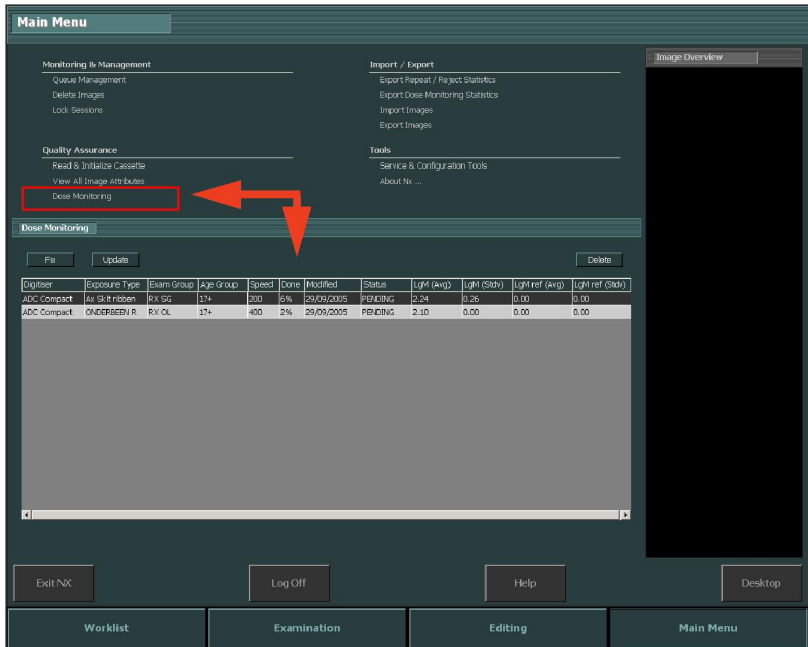 Main Menu
Monitoring & Management
Queue Management
Delete Images
Lock Sessions
Import / Export
Export Repeat / Reject Statistics
Export Dose Monitoring Statistics
Import Images
Export Images
Image Overview
Quality Assurance
Read & Initialize Cassette
View All Image Attributes
Dose Monitoring
Tools
Service & Configuration Tools
About Nx ...
Dose Monitoring
Fix Update Delete
Digitiser Exposure Type Exam Group Age Group Speed Done Modified Status LgM (Avg) LgM (Stdv) LgM ref (Avg) LgM ref (Stdv)
ADC Compact Ax Sklt ribben RX SG 17+ 200 6% 29/09/2005 PENDING 2.24 0.26 0.00 0.00
ADC Compact ONDERBEEN R RX OL 17+ 400 2% 29/09/2005 PENDING 2.10 0.00 0.00 0.00
Exit NX Log Off Help Desktop
Worklist Examination Editing Main Menu